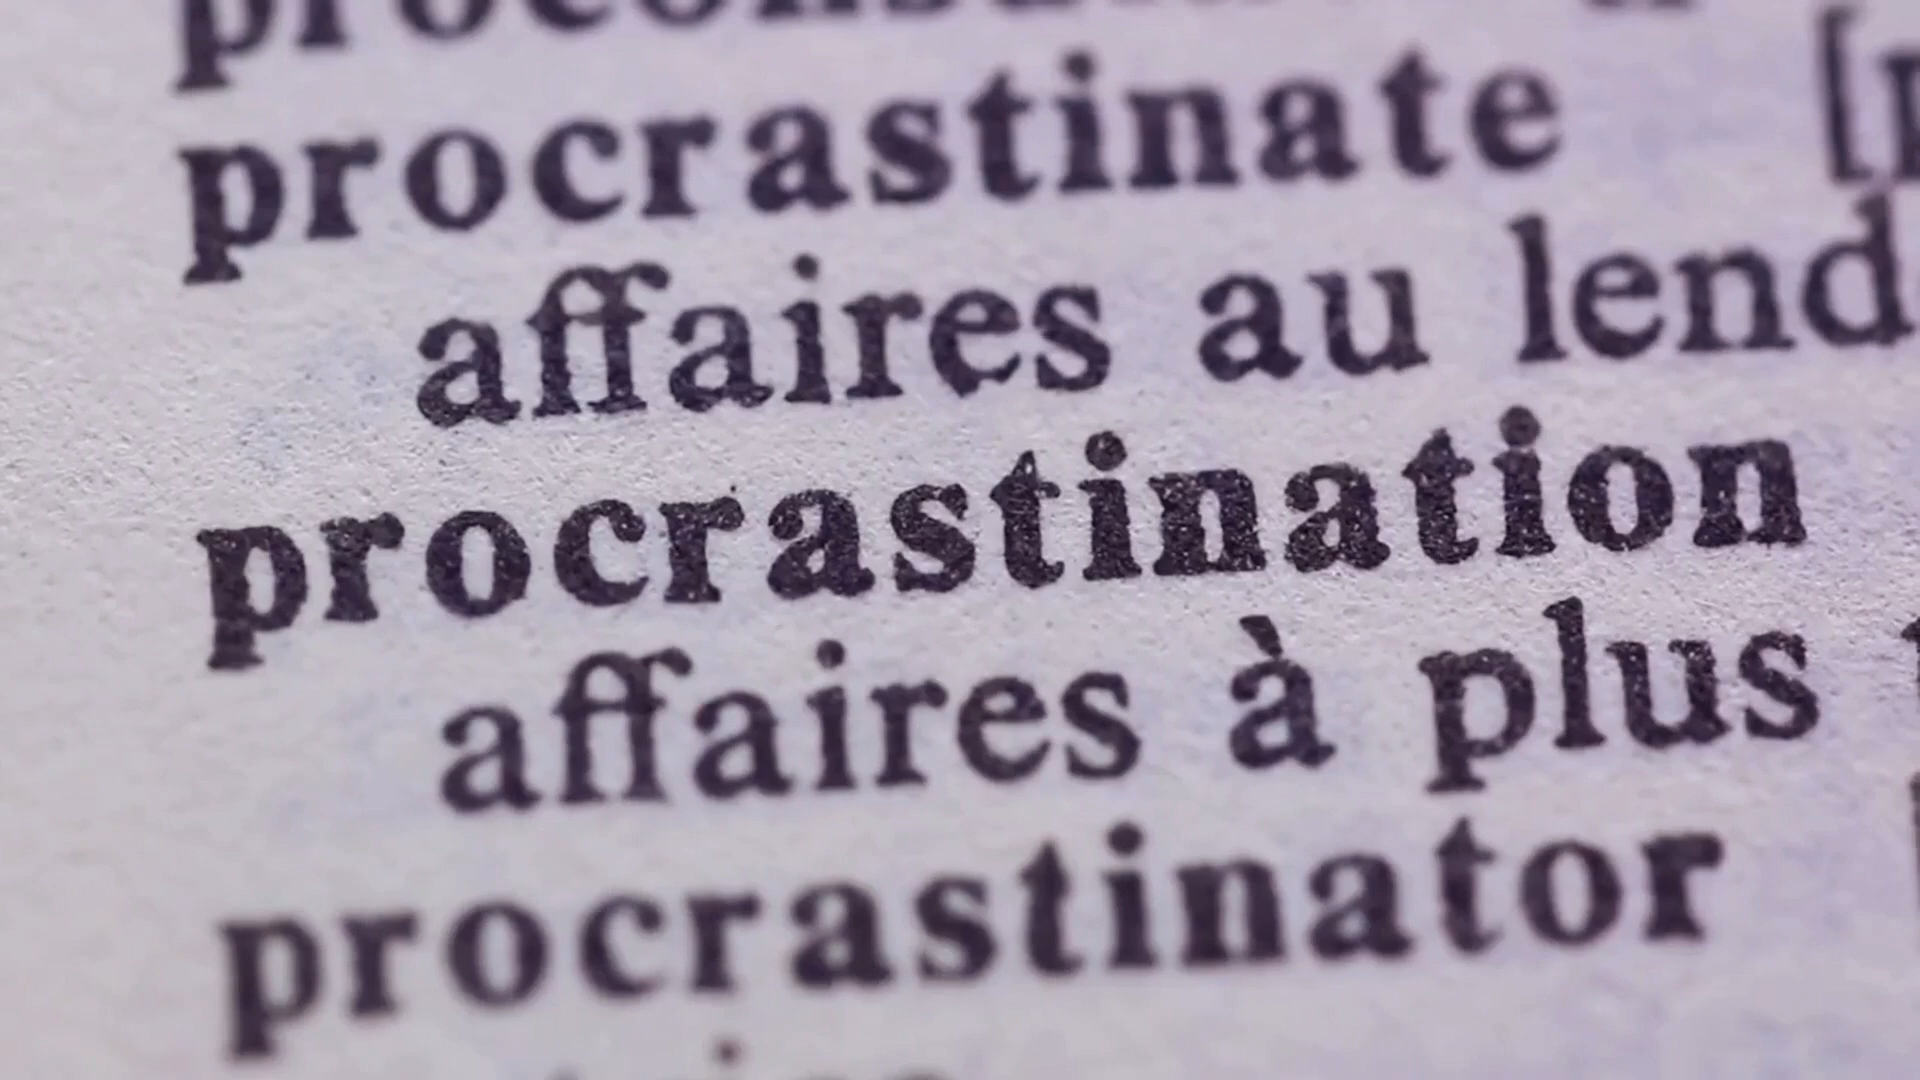 procrastinate
affaires au lend
procrastination
affaires à plus
procrastinator